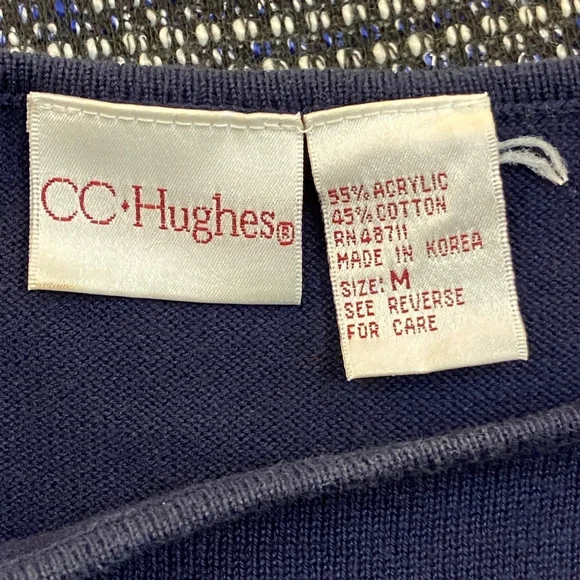 CC·Hughes®
55% ACRYLIC
45% COTTON
RN48711
MADE IN KOREA
SIZE: M
SEE REVERSE
FOR CARE